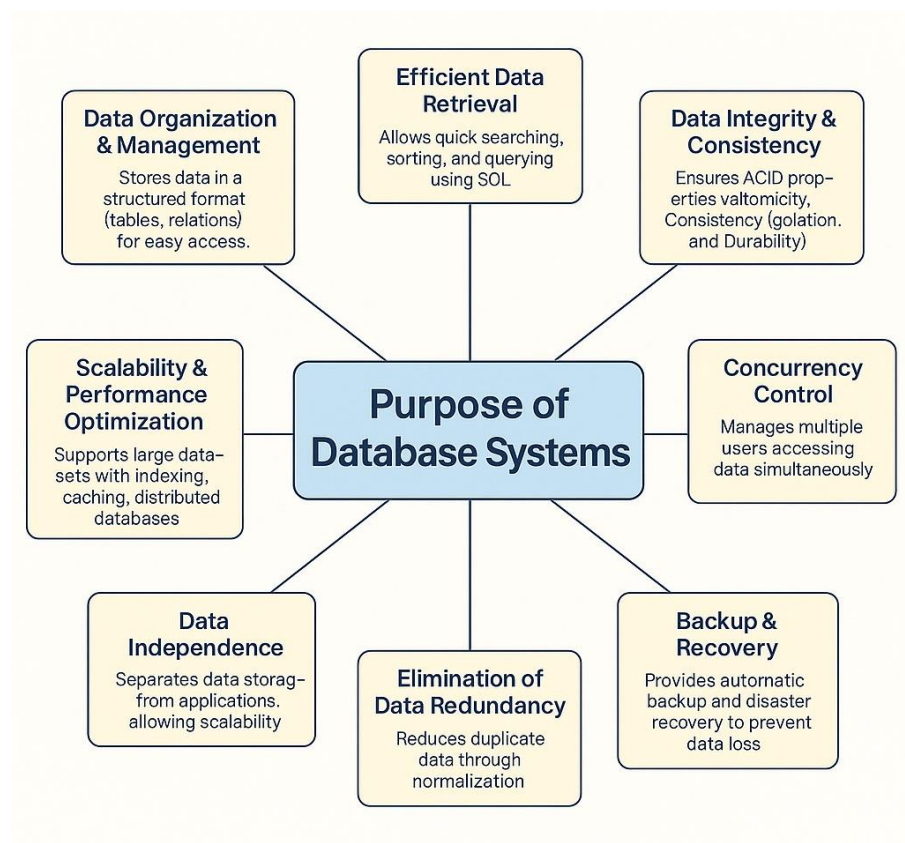 Efficient Data
Retrieval
Allows quick searching,
sorting, and querying
using SOL
Data Organization
& Management
Stores data in a
structured format
(tables, relations)
for easy access.
Data Integrity &
Consistency
Ensures ACID prop-
erties valtomicity,
Consistency (golation.
and Durability)
Scalability &
Performance
Optimization
Supports large data-
sets with indexing,
caching, distributed
databases
Purpose of
Database Systems
Concurrency
Control
Manages multiple
users accessing
data simultaneously
Data
Independence
Separates data storag-
from applications.
allowing scalability
Elimination of
Data Redundancy
Reduces duplicate
data through
normalization
Backup &
Recovery
Provides autornatic
backup and disaster
recovery to prevent
data loss